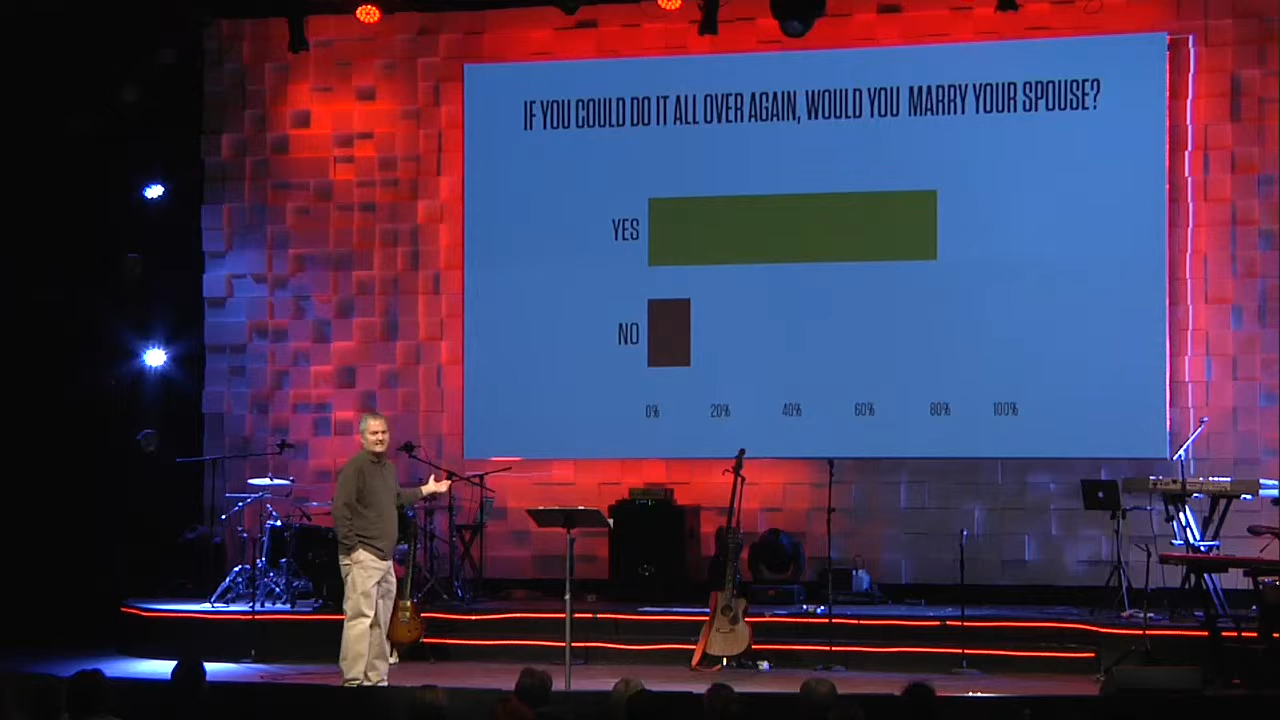 IF YOU COULD DO IT ALL OVER AGAIN, WOULD YOU MARRY YOUR SPOUSE?
YES
NO
0% 20% 40% 60% 80% 100%